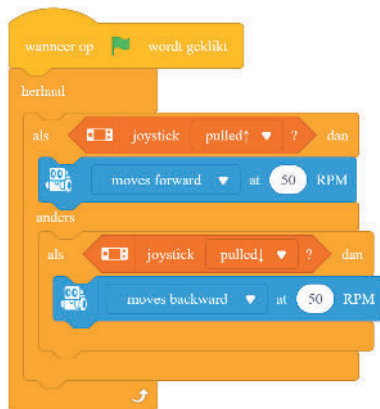 wanneer op wordt geklikt
herhaal
als joystick pulled↑ ? dan
moves forward at 50 RPM
anders
als joystick pulled↓ ? dan
moves backward at 50 RPM